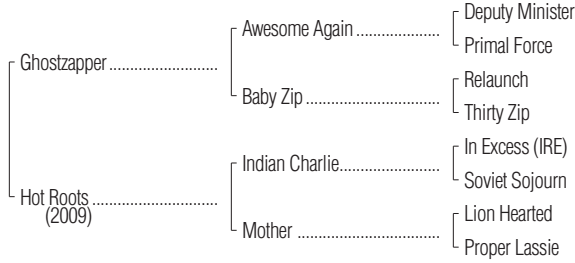 Deputy Minister
Awesome Again ....................
Primal Force
Ghostzapper ..........................
Relaunch
Baby Zip ................................
Thirty Zip
In Excess (IRE)
Indian Charlie........................
Soviet Sojourn
Hot Roots ..............................
(2009)
Lion Hearted
Mother ..................................
Proper Lassie